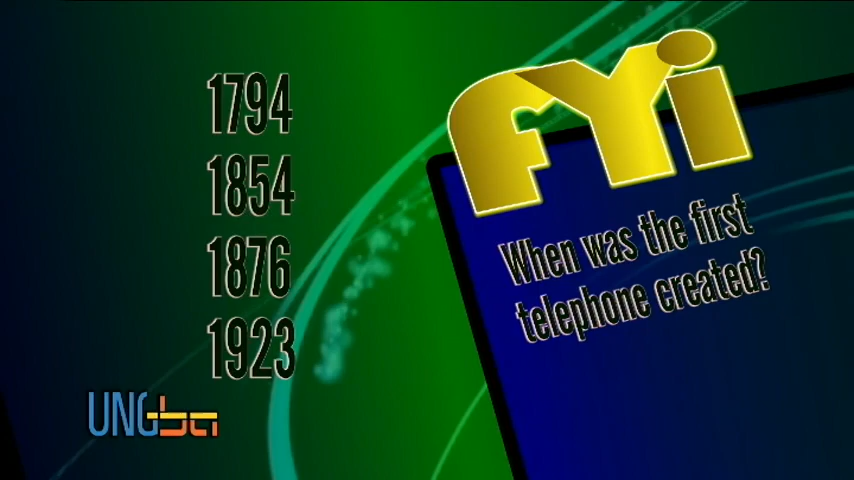 1794
1854
1876
1923
FYi
When was the first
telephone created?
UNGba